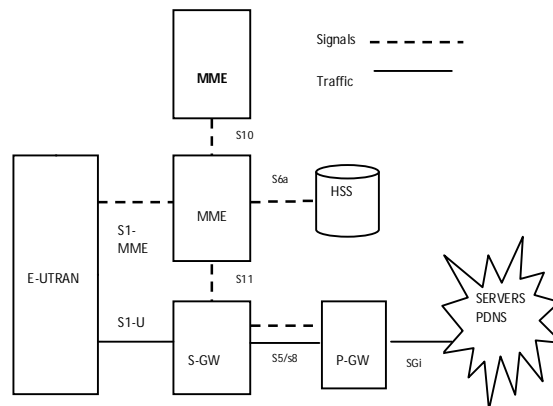 Signals
MME
Traffic
S10
S6a
HSS
MME
S1-
MME
E-UTRAN
S11
SERVERS
PDNS
S1-U
S-GW
S5/s8
P-GW
SGi